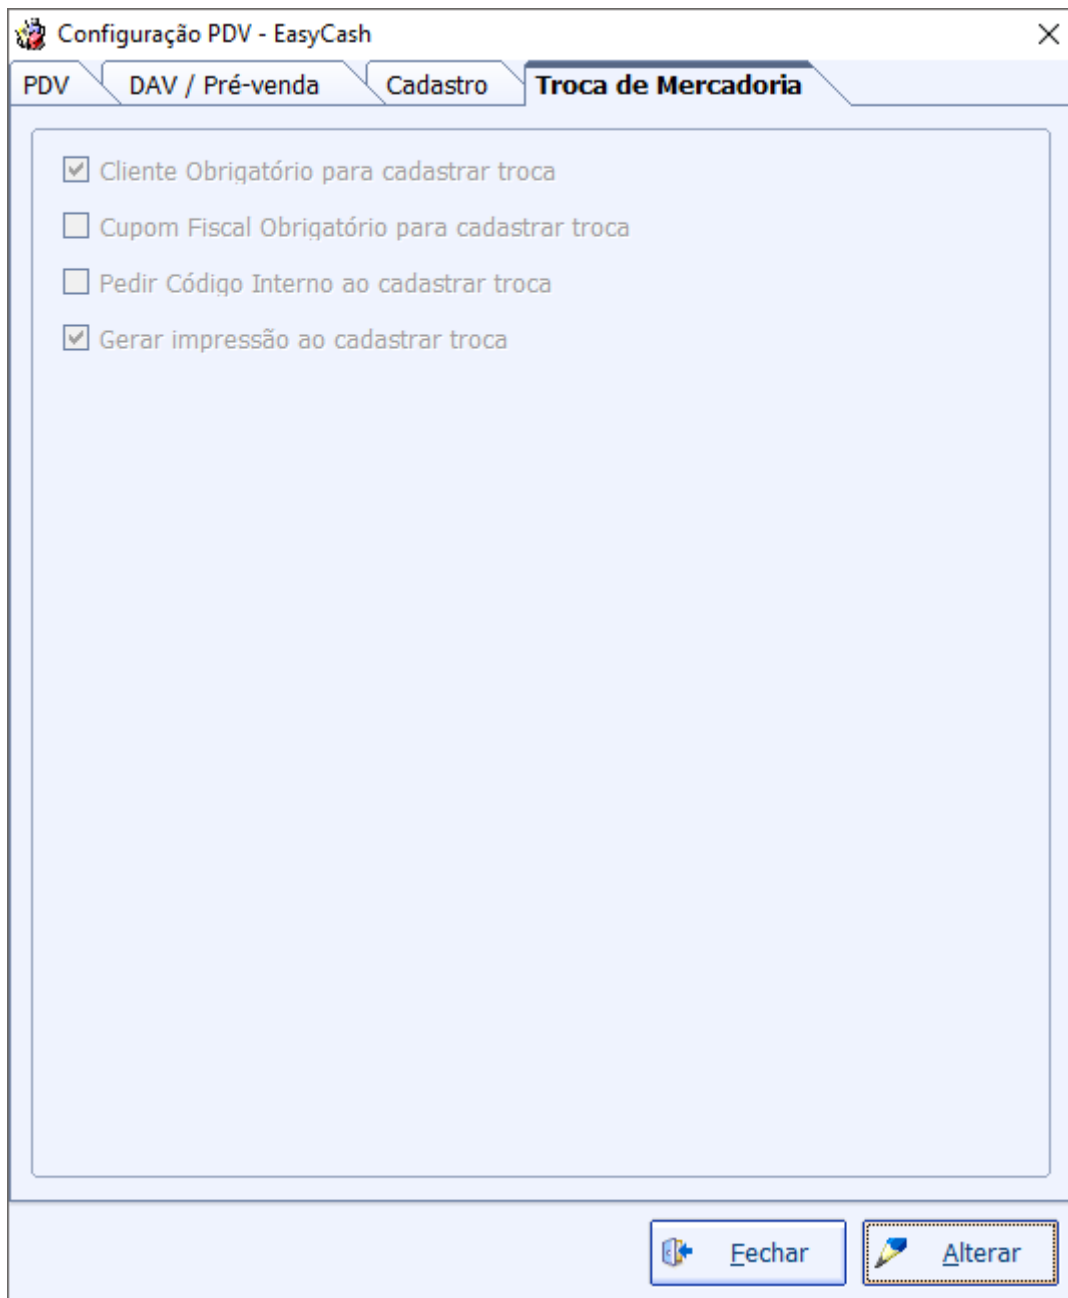 Configuração PDV - EasyCash
PDV
DAV / Pré-venda
Cadastro
Troca de Mercadoria
Cliente Obrigatório para cadastrar troca
Cupom Fiscal Obrigatório para cadastrar troca
Pedir Código Interno ao cadastrar troca
Gerar impressão ao cadastrar troca
Fechar
Alterar